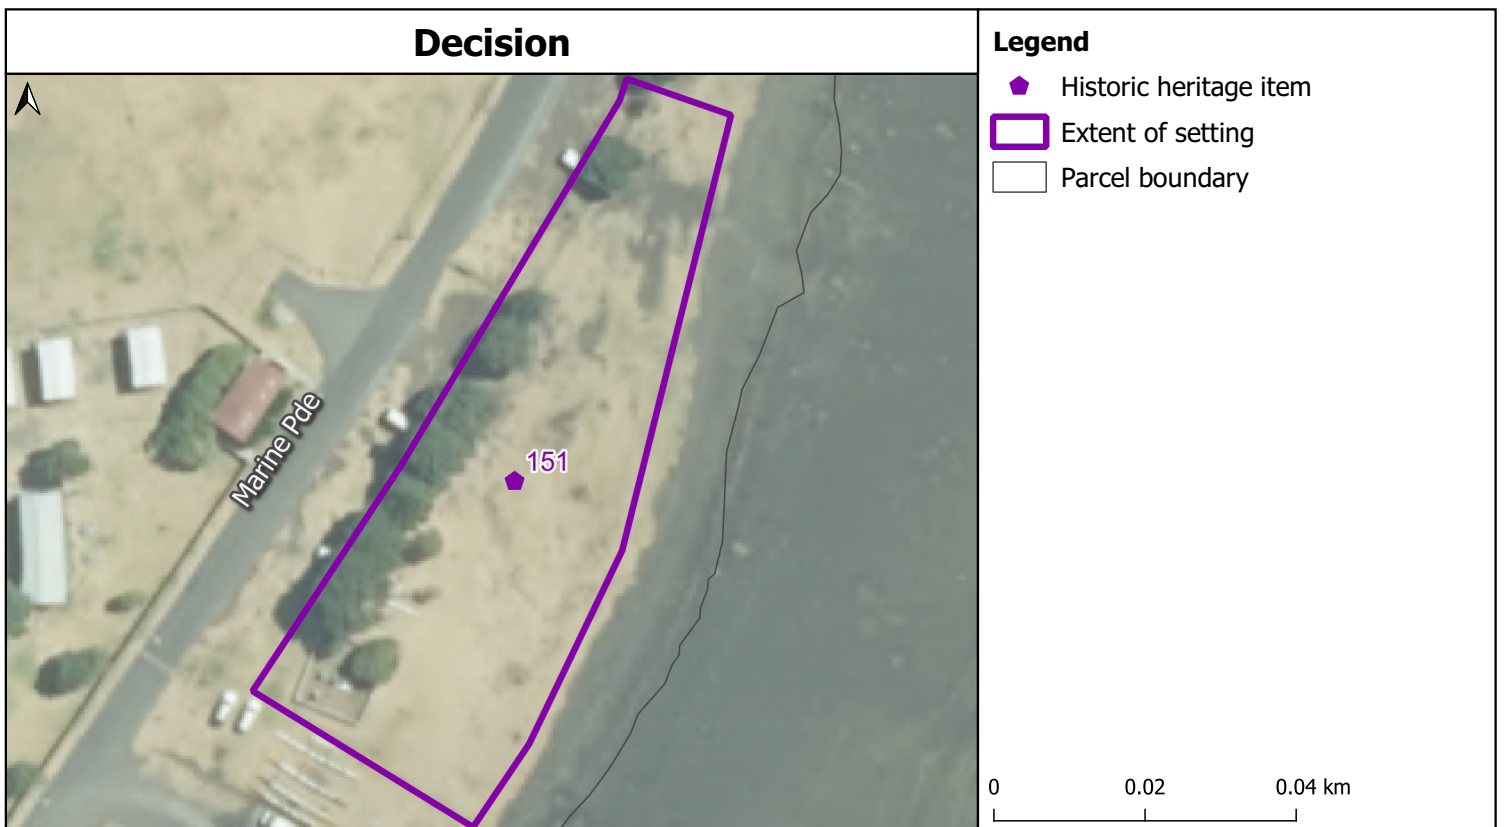 Decision
Marine Pde
151
Legend
Historic heritage item
Extent of setting
Parcel boundary
0 0.02 0.04 km